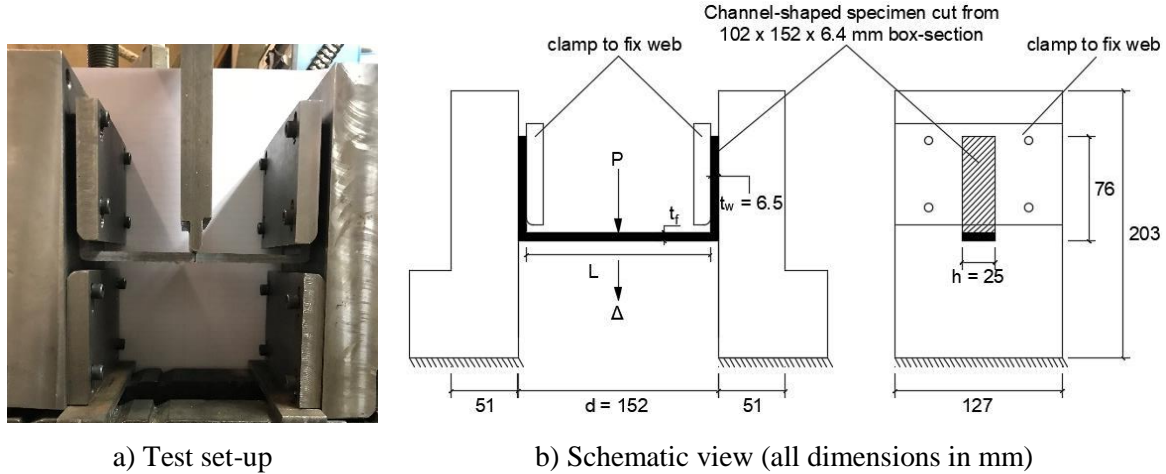 Channel-shaped specimen cut from
102 x 152 x 6.4 mm box-section
clamp to fix web
clamp to fix web
P
t_w = 6.5
t_f
76
203
L
h = 25
Δ
51
d = 152
51
127
a) Test set-up
b) Schematic view (all dimensions in mm)